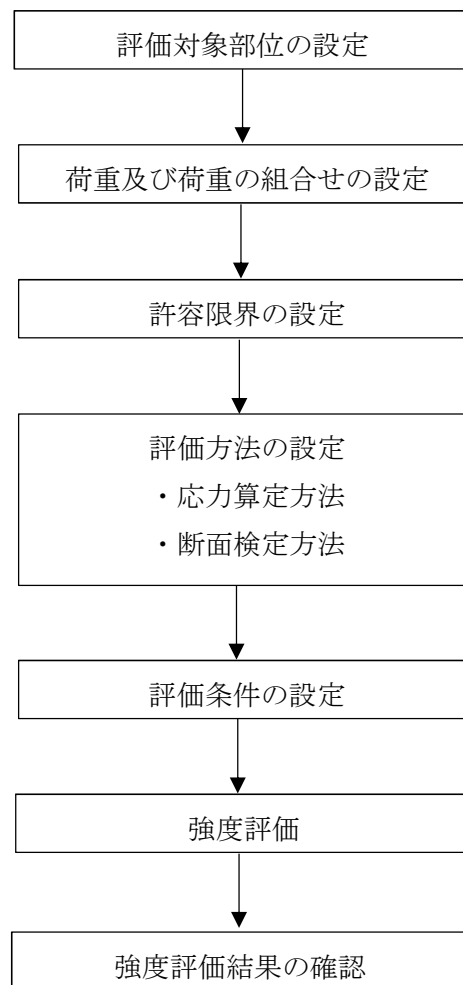 評価対象部位の設定
荷重及び荷重の組合せの設定
許容限界の設定
評価方法の設定
・応力算定方法
・断面検定方法
評価条件の設定
強度評価
強度評価結果の確認